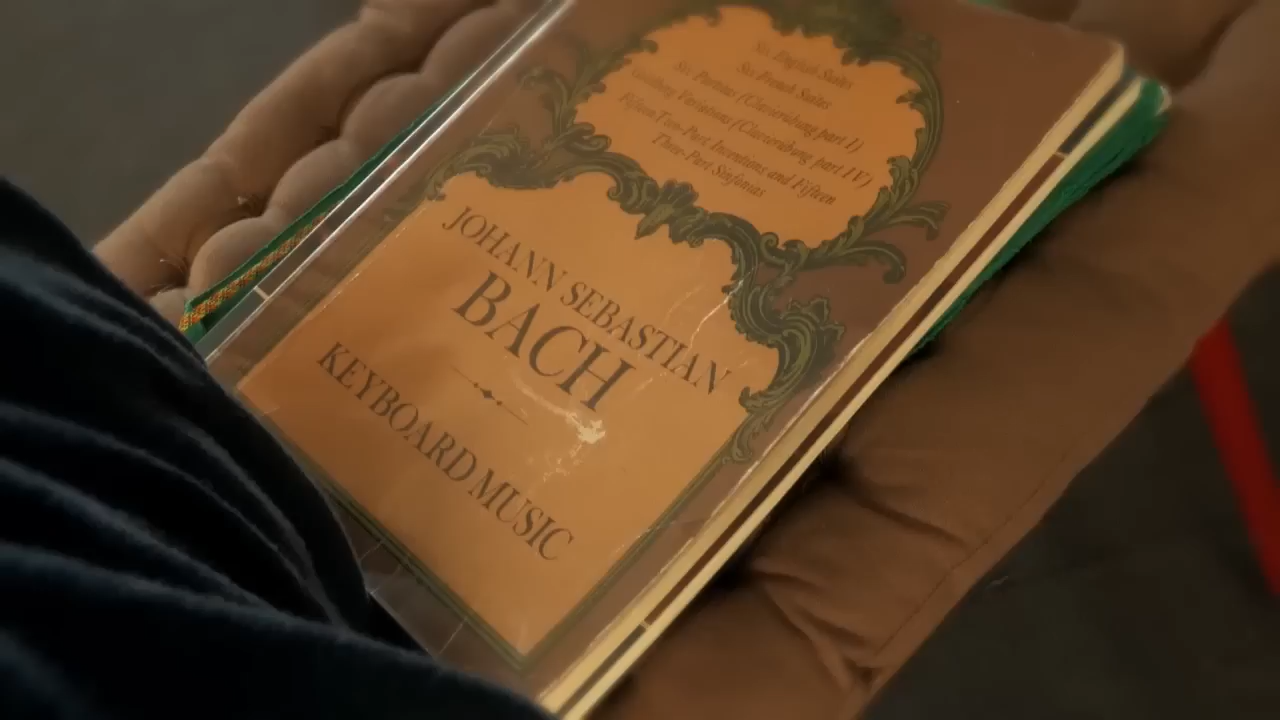 Six English Suites
Six French Suites
Six Partitas (Clavierübung part I)
Goldberg Variations (Clavierübung part IV)
Fifteen Two-Part Inventions and Fifteen
Three-Part Sinfonias
JOHANN SEBASTIAN
BACH
KEYBOARD MUSIC